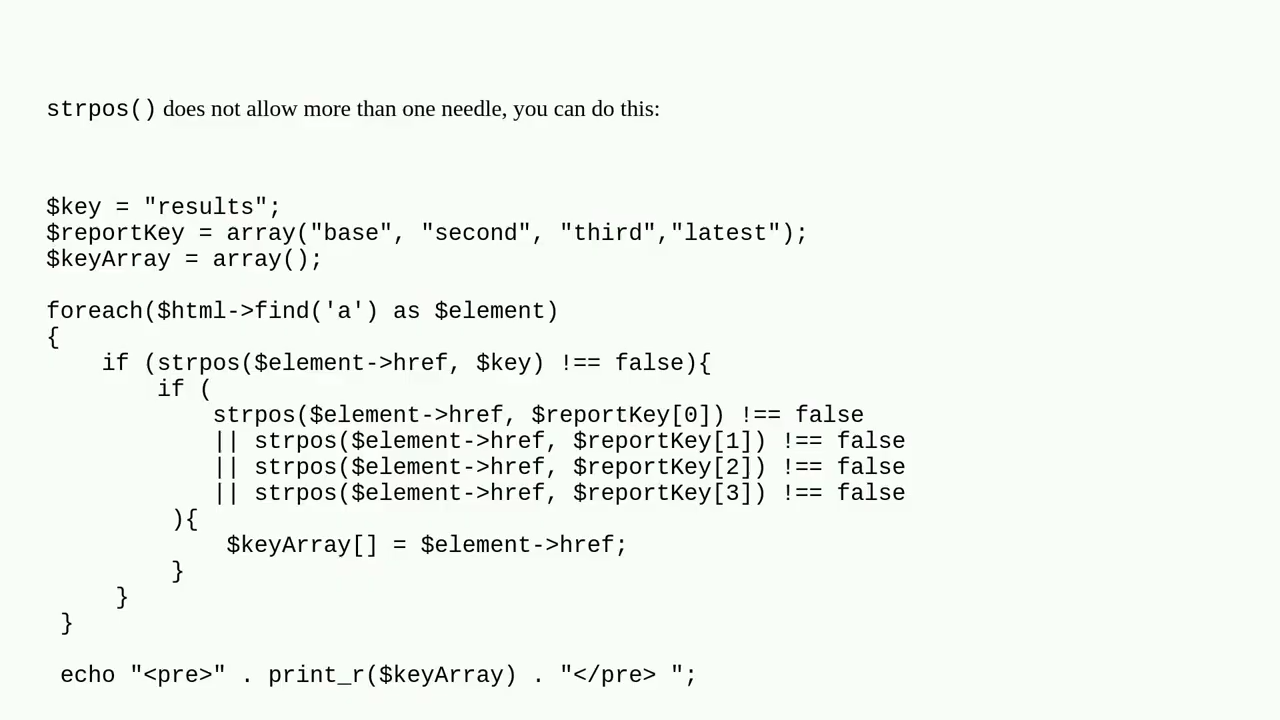 strpos() does not allow more than one needle, you can do this:
$key = "results";
$reportKey = array("base", "second", "third","latest");
$keyArray = array();
foreach($html->find('a') as $element)
{
    if (strpos($element->href, $key) !== false){
        if (
            strpos($element->href, $reportKey[0]) !== false
            || strpos($element->href, $reportKey[1]) !== false
            || strpos($element->href, $reportKey[2]) !== false
            || strpos($element->href, $reportKey[3]) !== false
         ){
             $keyArray[] = $element->href;
         }
     }
 }
 echo "<pre>" . print_r($keyArray) . "</pre> ";